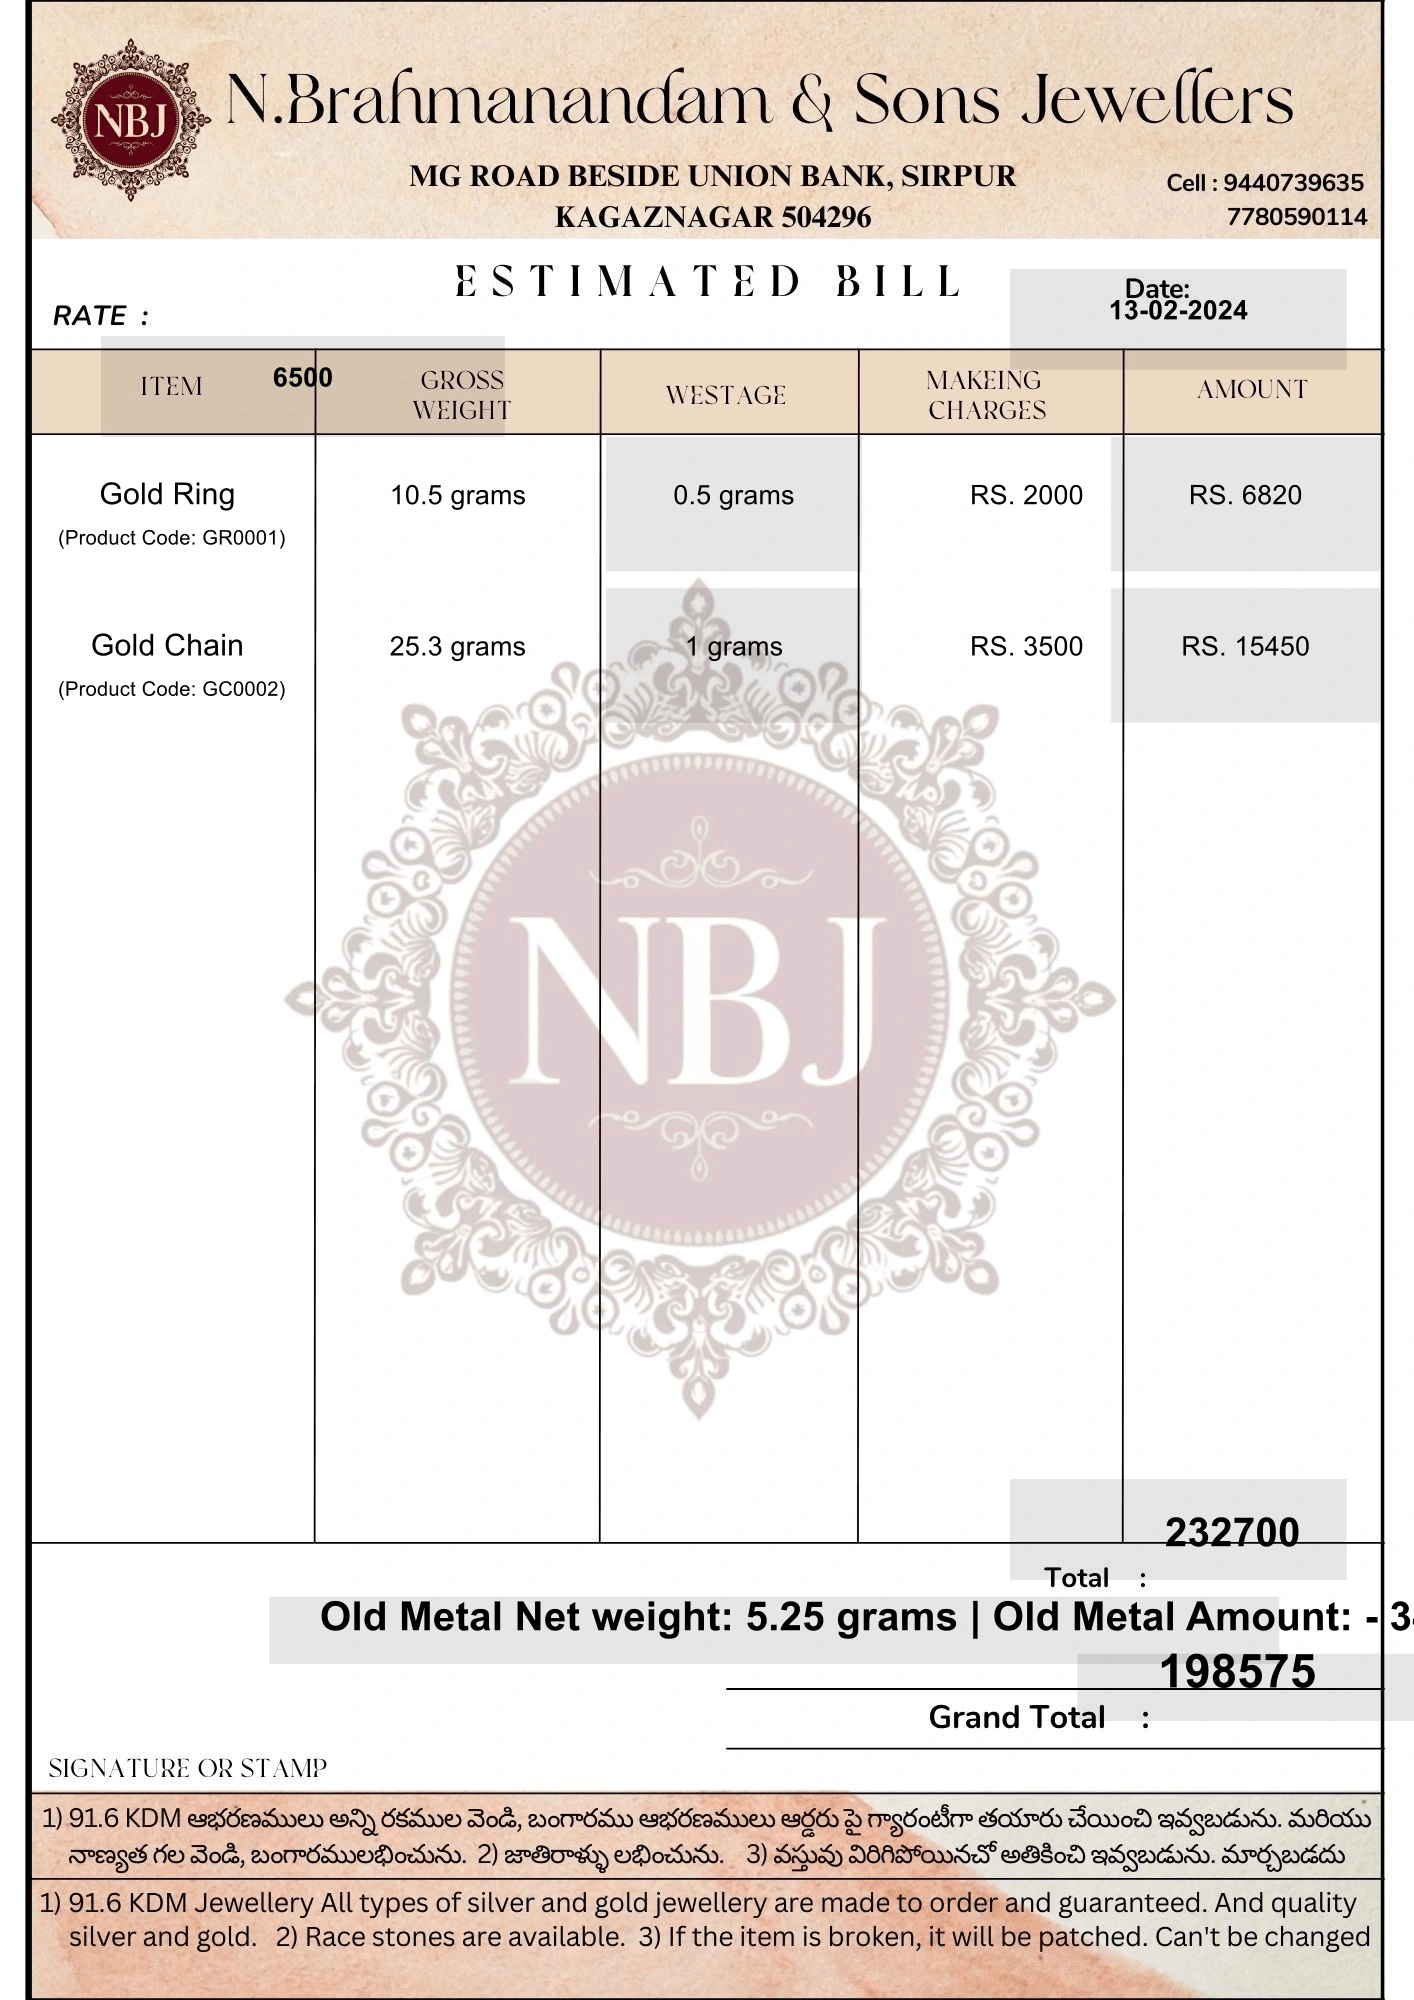 NBJ
N.Brahmanandam & Sons Jewellers
MG ROAD BESIDE UNION BANK, SIRPUR
KAGAZNAGAR 504296
Cell : 9440739635
7780590114
ESTIMATED BILL
Date:
13-02-2024
RATE :
6500
ITEM GROSS WEIGHT WESTAGE MAKEING CHARGES AMOUNT
Gold Ring 10.5 grams 0.5 grams RS. 2000 RS. 6820
(Product Code: GR0001)
Gold Chain 25.3 grams 1 grams RS. 3500 RS. 15450
(Product Code: GC0002)
NBJ
232700
Total :
Old Metal Net weight: 5.25 grams | Old Metal Amount: - 3
198575
Grand Total :
SIGNATURE OR STAMP
1) 91.6 KDM ఆభరణములు అన్ని రకముల వెండి, బంగారము ఆభరణములు ఆర్డరు పై గ్యారంటీగా తయారు చేయించి ఇవ్వబడును. మరియు
నాణ్యత గల వెండి, బంగారములభించును. 2) జాతిరాళ్ళు లభించును. 3) వస్తువు విరిగిపోయినచో అతికించి ఇవ్వబడును. మార్చబడదు
1) 91.6 KDM Jewellery All types of silver and gold jewellery are made to order and guaranteed. And quality
silver and gold. 2) Race stones are available. 3) If the item is broken, it will be patched. Can't be changed